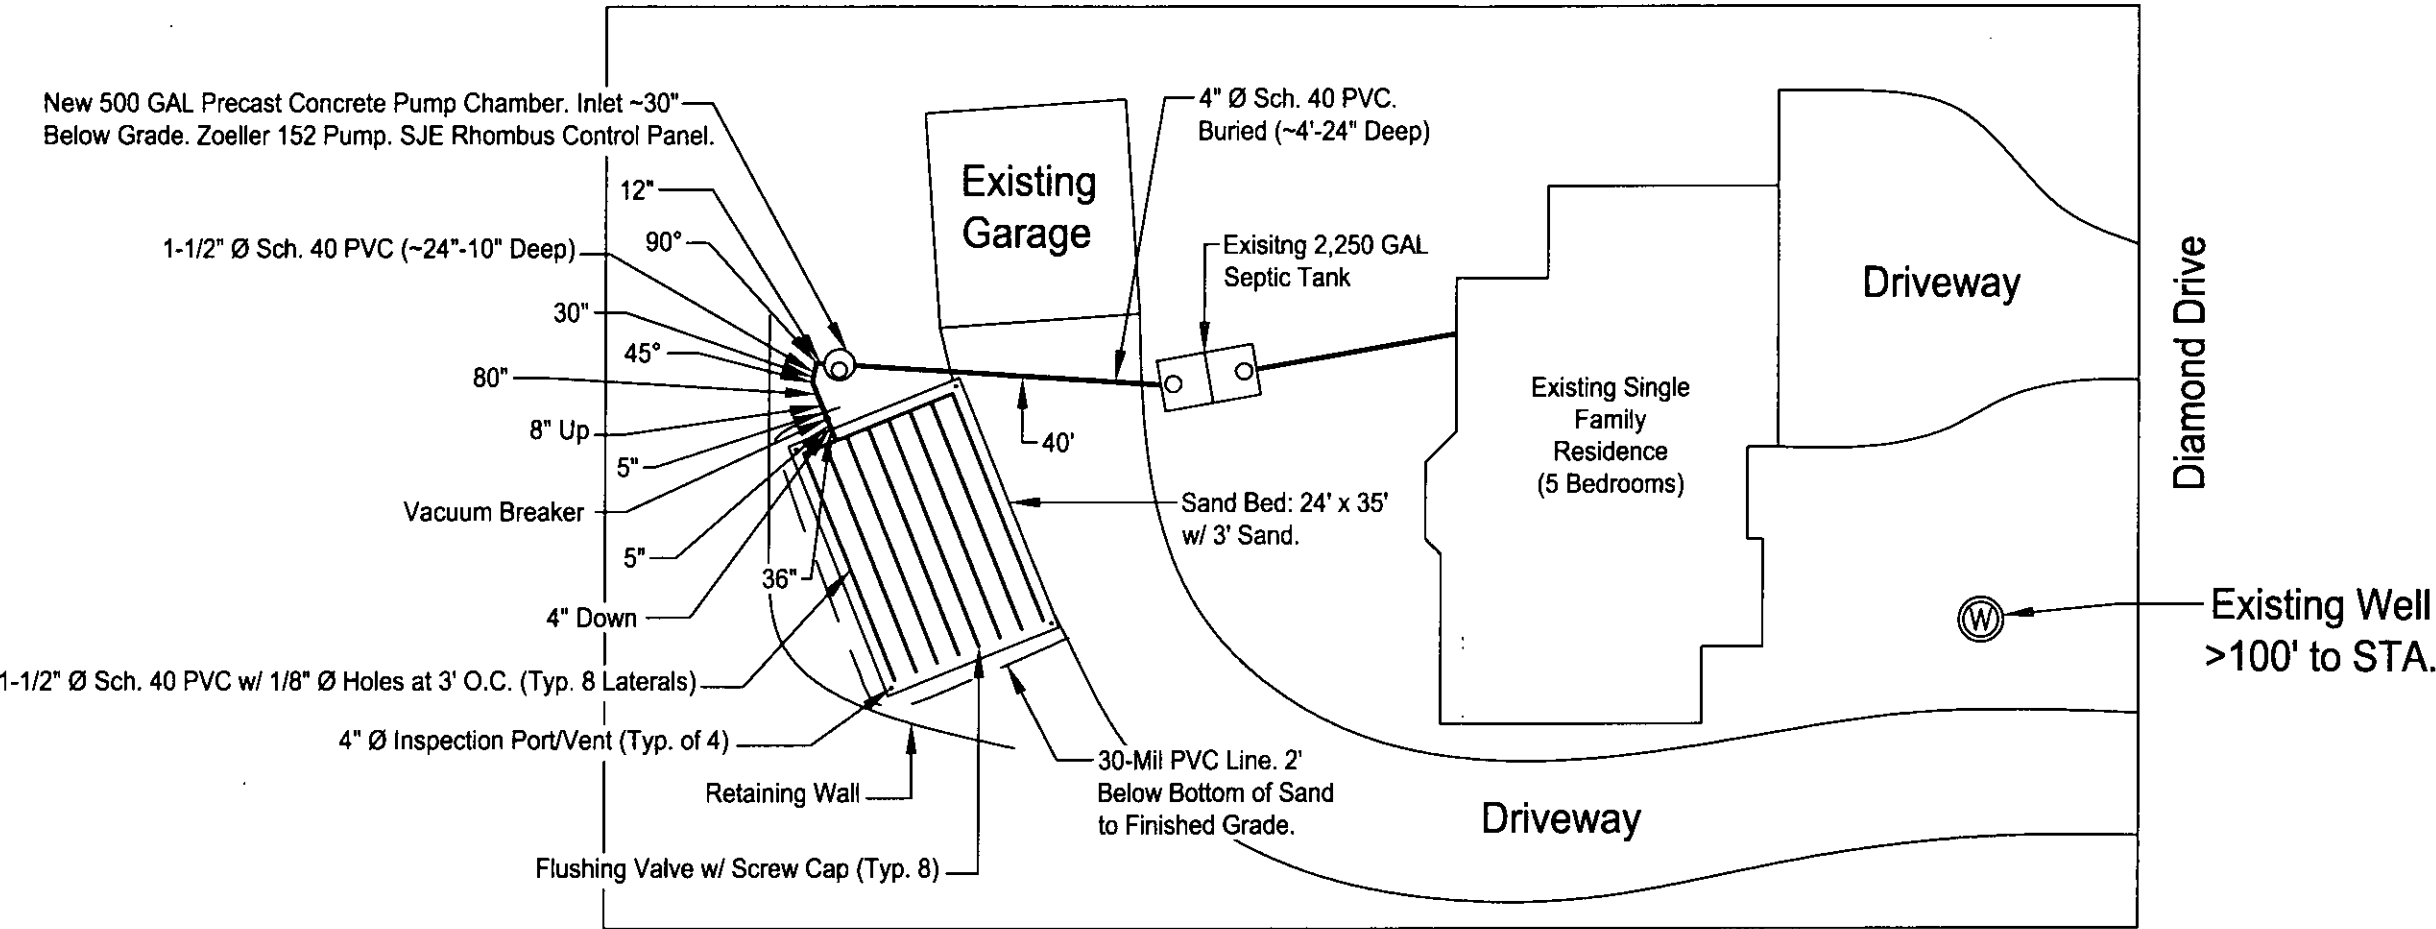 New 500 GAL Precast Concrete Pump Chamber. Inlet ~30"
Below Grade. Zoeller 152 Pump. SJE Rhombus Control Panel.
12"
1-1/2" Ø Sch. 40 PVC (~24"-10" Deep)
90°
30"
45°
80"
8" Up
5"
Vacuum Breaker
5"
36"
4" Down
1-1/2" Ø Sch. 40 PVC w/ 1/8" Ø Holes at 3' O.C. (Typ. 8 Laterals)
4" Ø Inspection Port/Vent (Typ. of 4)
Retaining Wall
Flushing Valve w/ Screw Cap (Typ. 8)
Existing
Garage
4" Ø Sch. 40 PVC.
Buried (~4'-24" Deep)
Exisitng 2,250 GAL
Septic Tank
40'
Sand Bed: 24' x 35'
w/ 3' Sand.
30-Mil PVC Line. 2'
Below Bottom of Sand
to Finished Grade.
Existing Single
Family
Residence
(5 Bedrooms)
Driveway
Driveway
Diamond Drive
W
Existing Well
>100' to STA.